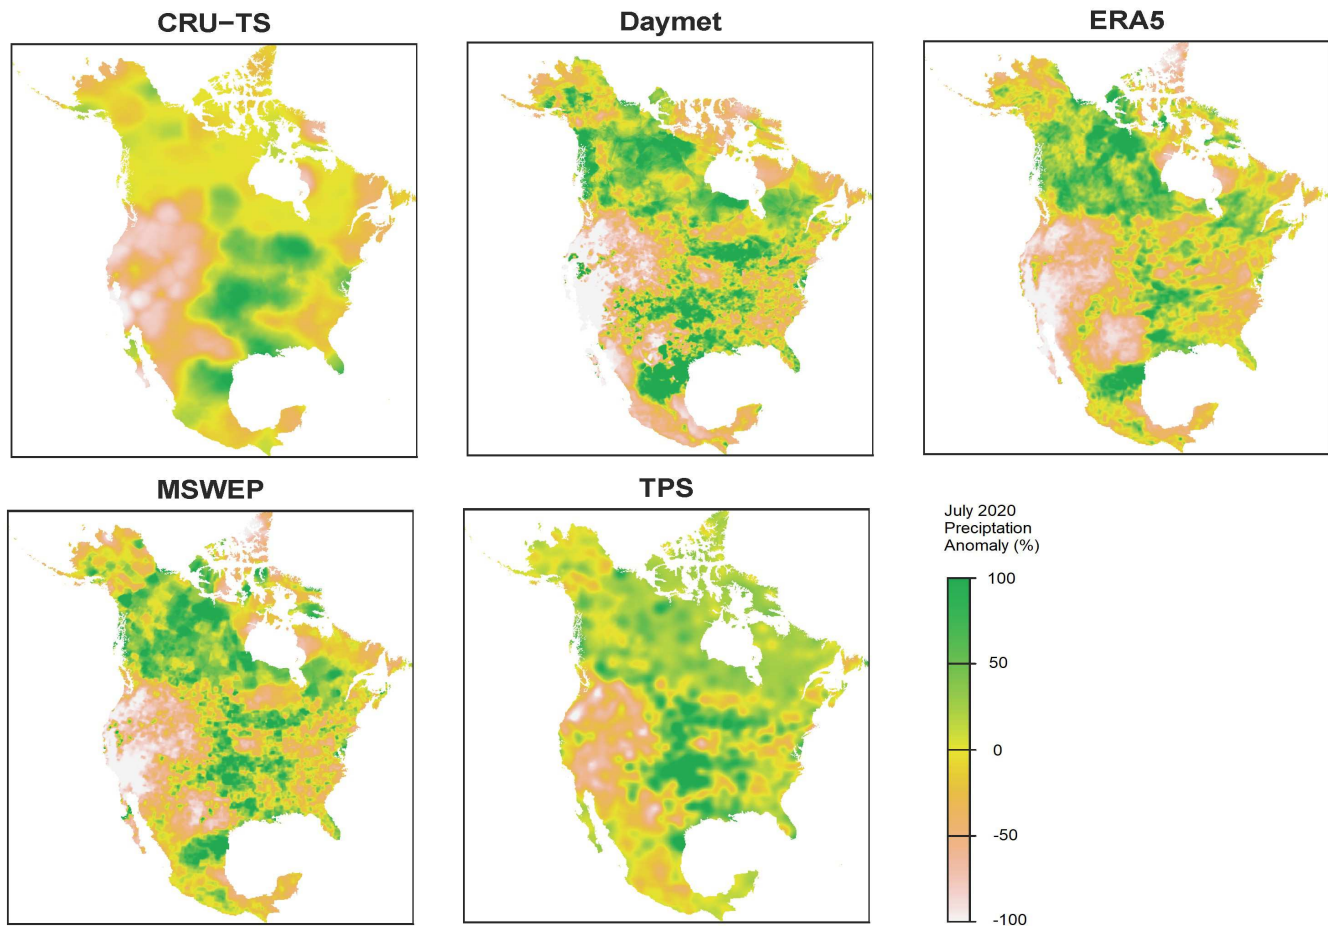 CRU−TS
Daymet
ERA5
MSWEP
TPS
July 2020
Preciptation
Anomaly (%)
100
50
0
-50
-100